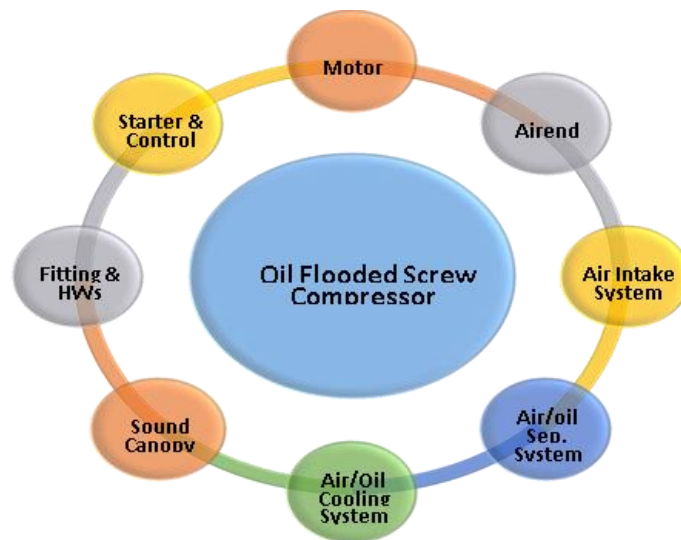 Motor
Airend
Air Intake
System
Air/oil
Sep.
System
Air/Oil
Cooling
System
Sound
Canopy
Fitting &
HWs
Starter &
Control
Oil Flooded Screw
Compressor